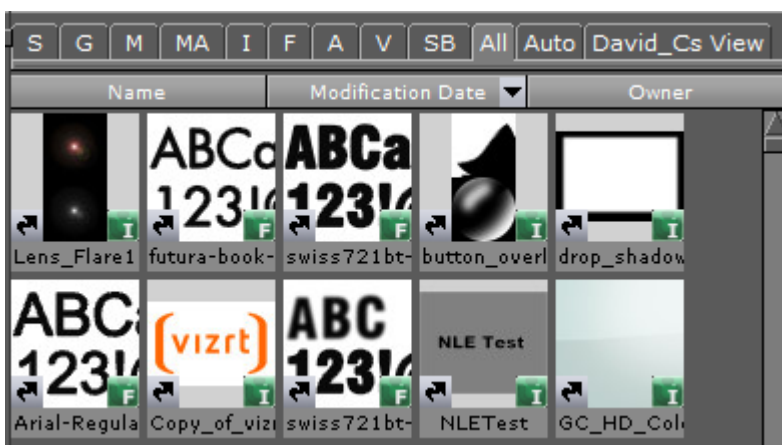 S G M MA I F A V SB All Auto David_Cs View
Name Modification Date Owner
ABCa ABCa
123!@ 123!@
I F F I I
Lens_Flare1 futura-book- swiss721bt- button_overl drop_shadow
ABC vizrt ABC NLE Test
123!@ 123!@
F I F I I
Arial-Regula Copy_of_viz swiss721bt- NLETest GC_HD_Colo